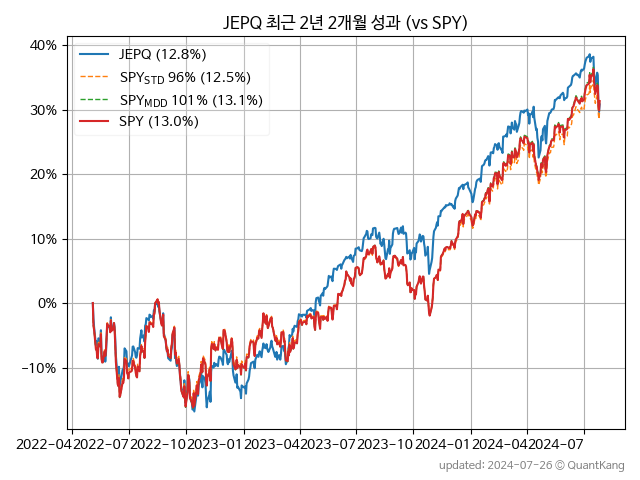 JEPQ 최근 2년 2개월 성과 (vs SPY)
40%
30%
20%
10%
0%
−10%
JEPQ (12.8%)
SPY_STD 96% (12.5%)
SPY_MDD 101% (13.1%)
SPY (13.0%)
2022-04 2022-07 2022-10 2023-01 2023-04 2023-07 2023-10 2024-01 2024-04 2024-07
updated: 2024-07-26 © QuantKang